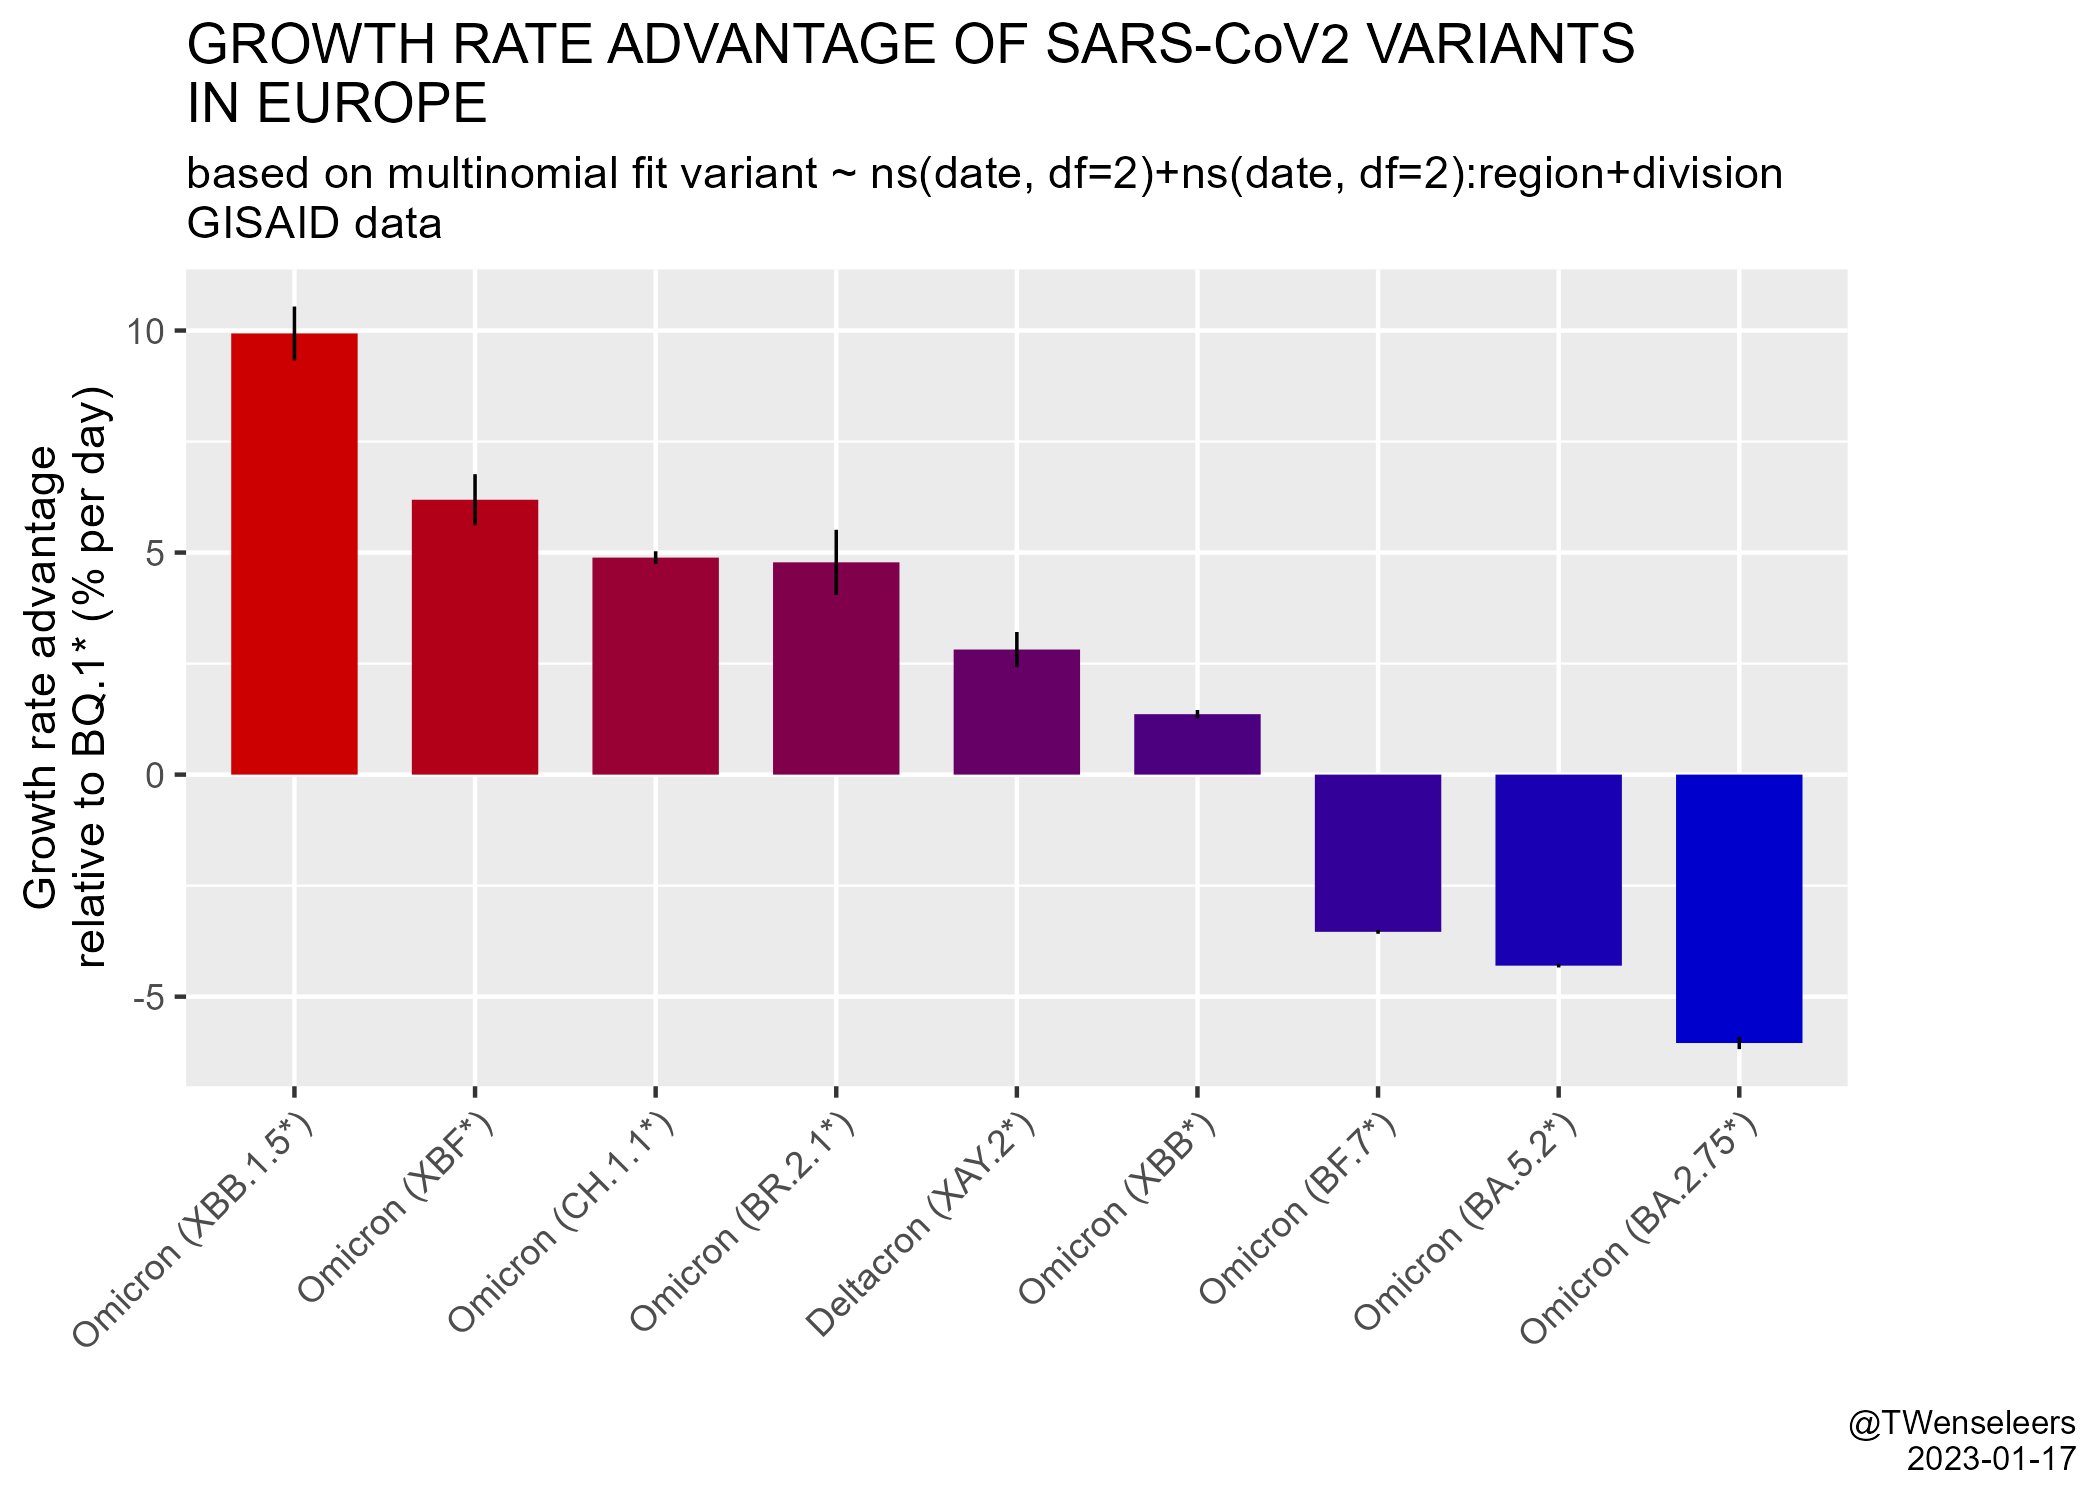 GROWTH RATE ADVANTAGE OF SARS-CoV2 VARIANTS
IN EUROPE
based on multinomial fit variant ~ ns(date, df=2)+ns(date, df=2):region+division
GISAID data
Growth rate advantage
relative to BQ.1* (% per day)
10
5
0
-5
Omicron (XBB.1.5*)
Omicron (XBF*)
Omicron (CH.1.1*)
Omicron (BR.2.1*)
Deltacron (XAY.2*)
Omicron (XBB*)
Omicron (BF.7*)
Omicron (BA.5.2*)
Omicron (BA.2.75*)
@TWenseleers
2023-01-17